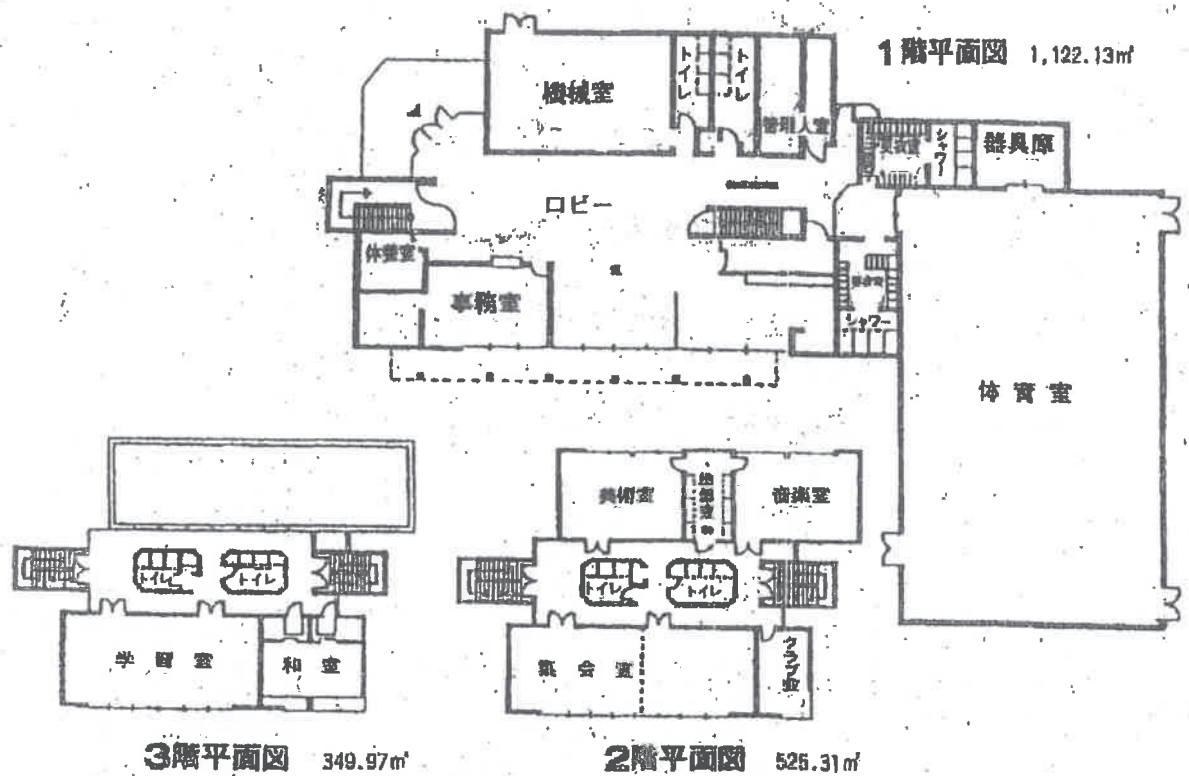 1階平面図 1,122.13㎡
機械室
トイレ
トイレ
管理人室
シャワー
器具庫
ロビー
休養室
事務室
シャワー
体育室
美術室
音楽室
トイレ
トイレ
トイレ
トイレ
学習室
和室
集会室
クラブ室
3階平面図 349.97㎡
2階平面図 525.31㎡